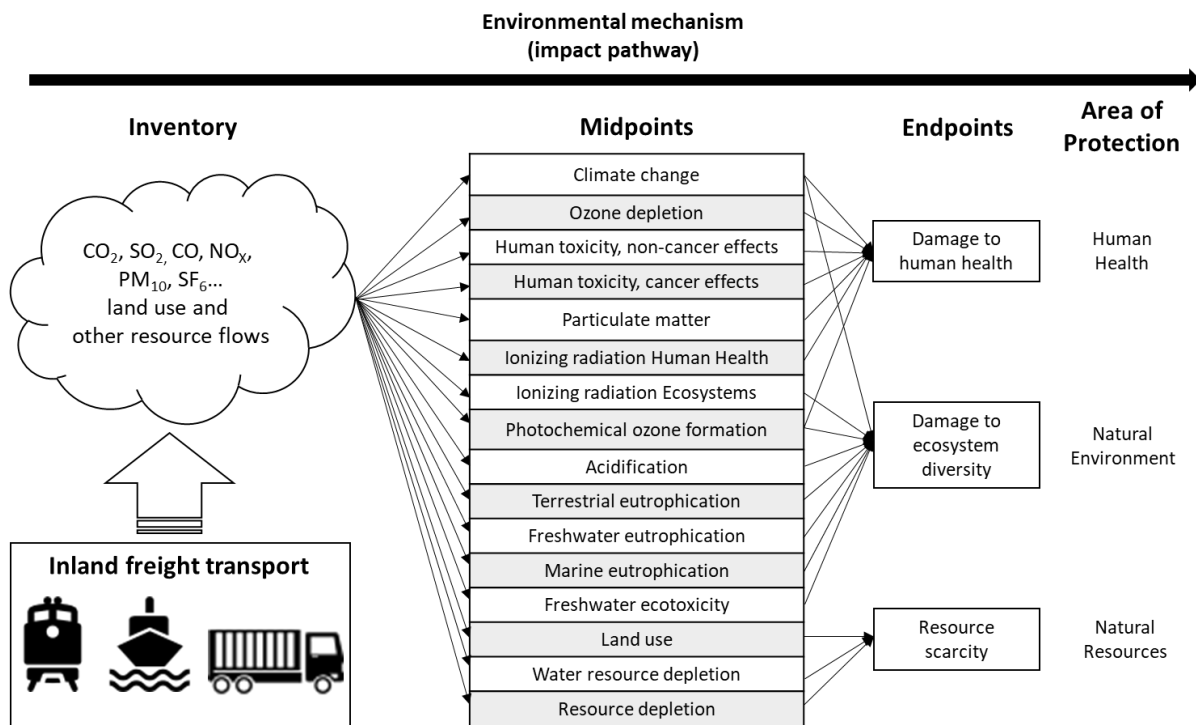 Environmental mechanism
(impact pathway)
Inventory
Midpoints
Endpoints
Area of
Protection
CO₂, SO₂, CO, NOₓ,
PM₁₀, SF₆...
land use and
other resource flows
Inland freight transport
Climate change
Ozone depletion
Human toxicity, non-cancer effects
Human toxicity, cancer effects
Particulate matter
Ionizing radiation Human Health
Ionizing radiation Ecosystems
Photochemical ozone formation
Acidification
Terrestrial eutrophication
Freshwater eutrophication
Marine eutrophication
Freshwater ecotoxicity
Land use
Water resource depletion
Resource depletion
Damage to
human health
Damage to
ecosystem
diversity
Resource
scarcity
Human
Health
Natural
Environment
Natural
Resources